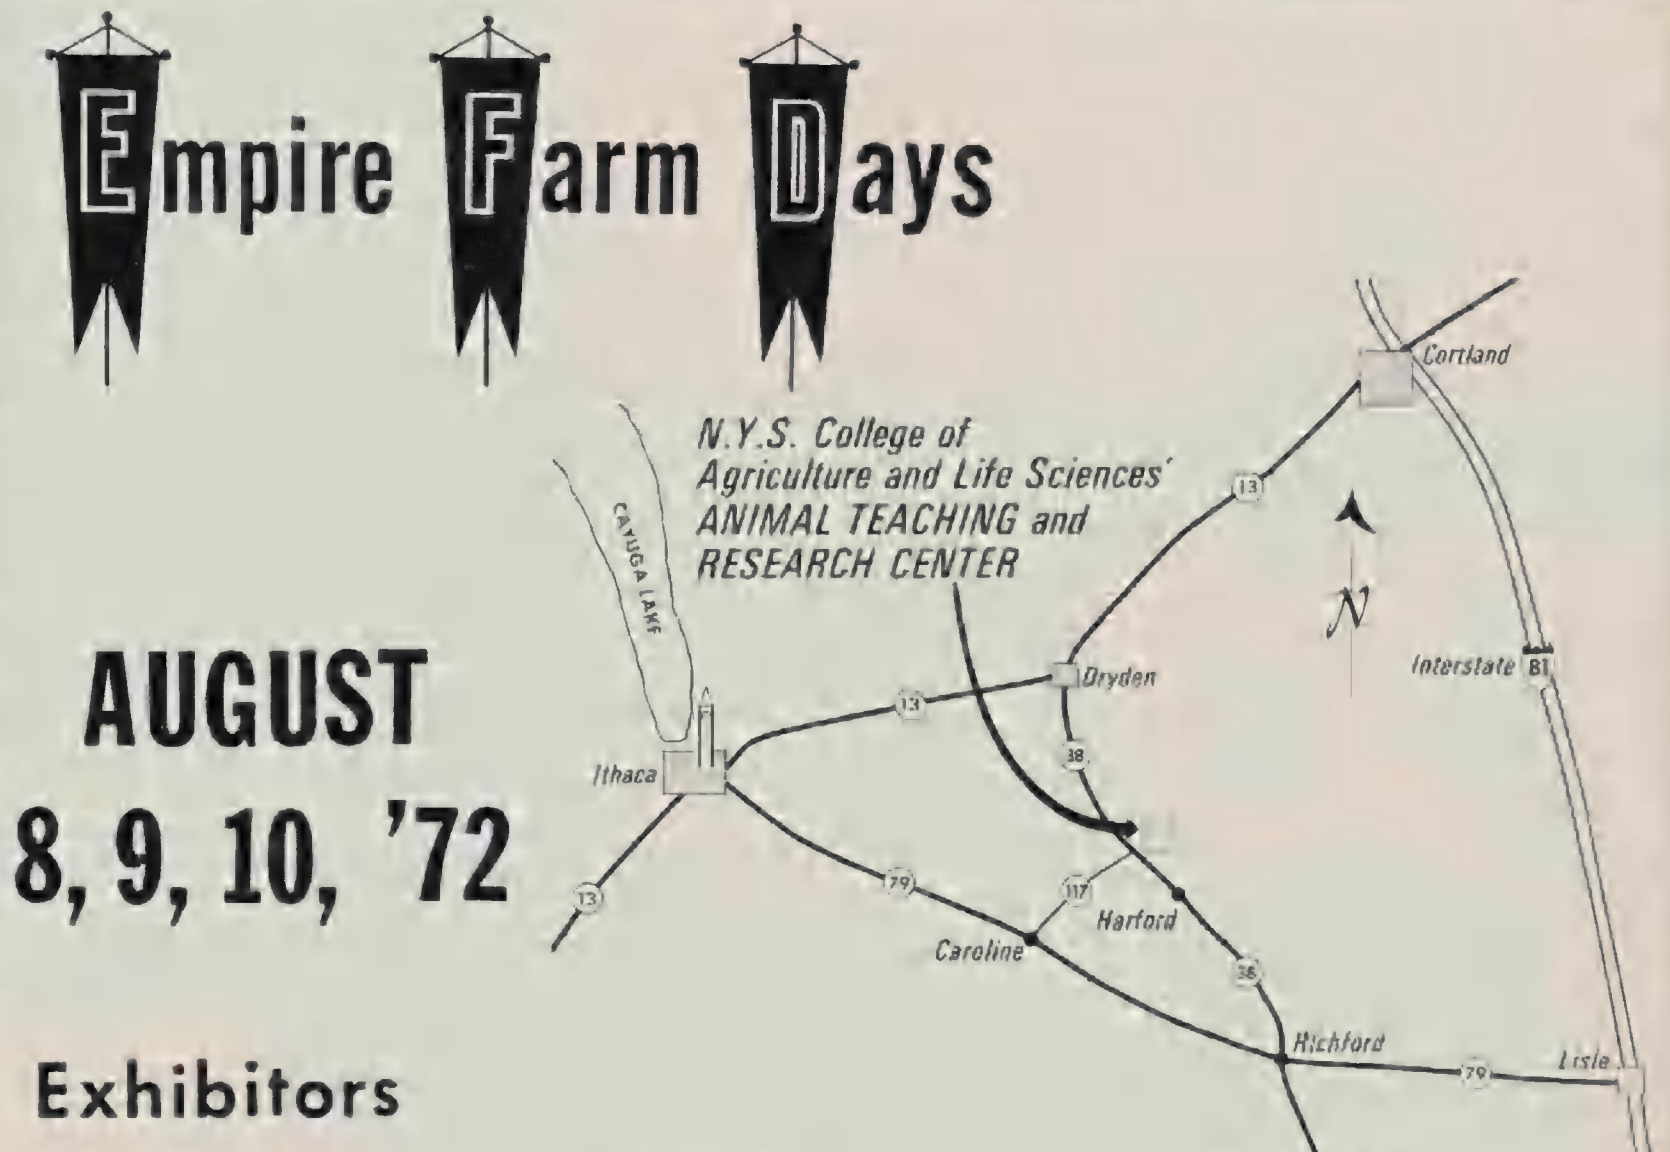 Empire Farm Days
Cortland
N.Y.S. College of
Agriculture and Life Sciences'
ANIMAL TEACHING and
RESEARCH CENTER
13
CAYUGA LAKE
N
AUGUST
Interstate 81
Dryden
13
38
Ithaca
8, 9, 10, '72
79
117
13
Harford
Caroline
38
Richford
Lisle
79
Exhibitors